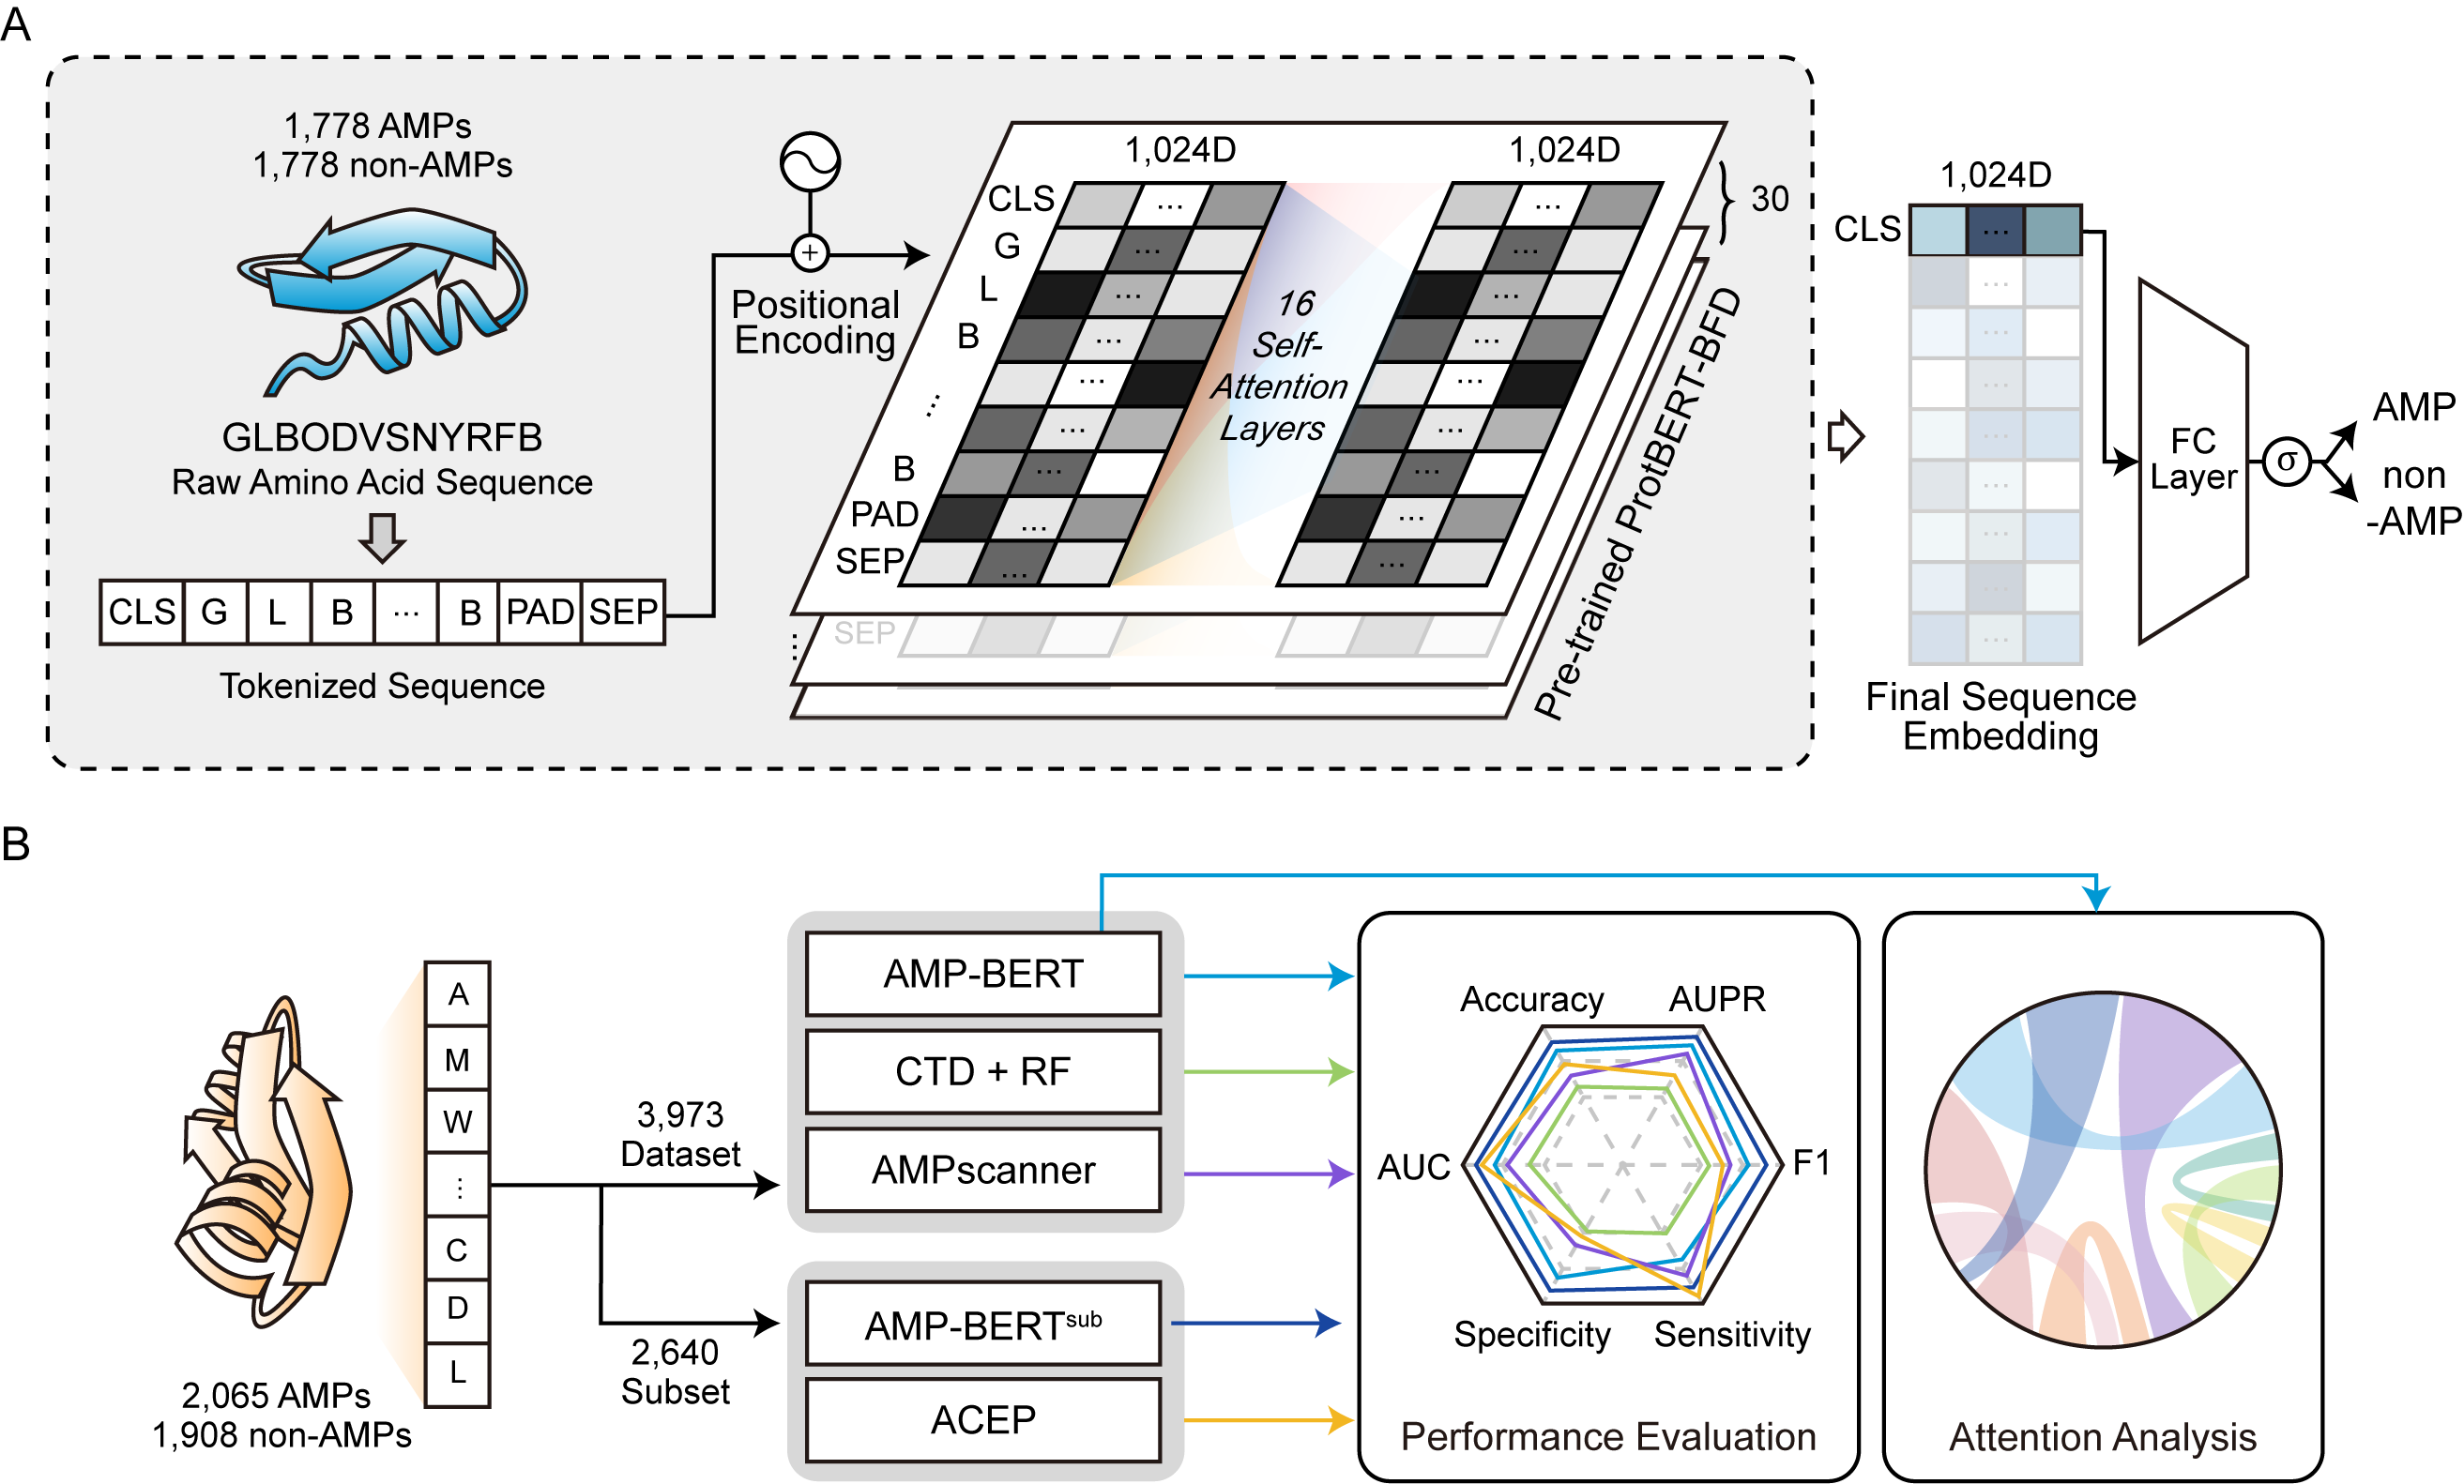 A
1,778 AMPs
1,778 non-AMPs
GLBODVSNYRFB
Raw Amino Acid Sequence
CLS G L B ... B PAD SEP
Tokenized Sequence
Positional
Encoding
+
1,024D 1,024D
CLS ... ...
G ... ...
L ... ...
B ... ...
... ... ...
... ...
B ... ...
PAD ... ...
SEP ... ...
16
Self-
Attention
Layers
30
Pre-trained ProtBERT-BFD
...
SEP
1,024D
CLS ...
...
...
...
...
...
...
...
...
Final Sequence
Embedding
FC
Layer
σ
AMP
non
-AMP
B
2,065 AMPs
1,908 non-AMPs
A
M
W
...
C
D
L
3,973
Dataset
2,640
Subset
AMP-BERT
CTD + RF
AMPscanner
AMP-BERTsub
ACEP
Accuracy AUPR
AUC F1
Specificity Sensitivity
Performance Evaluation
Attention Analysis